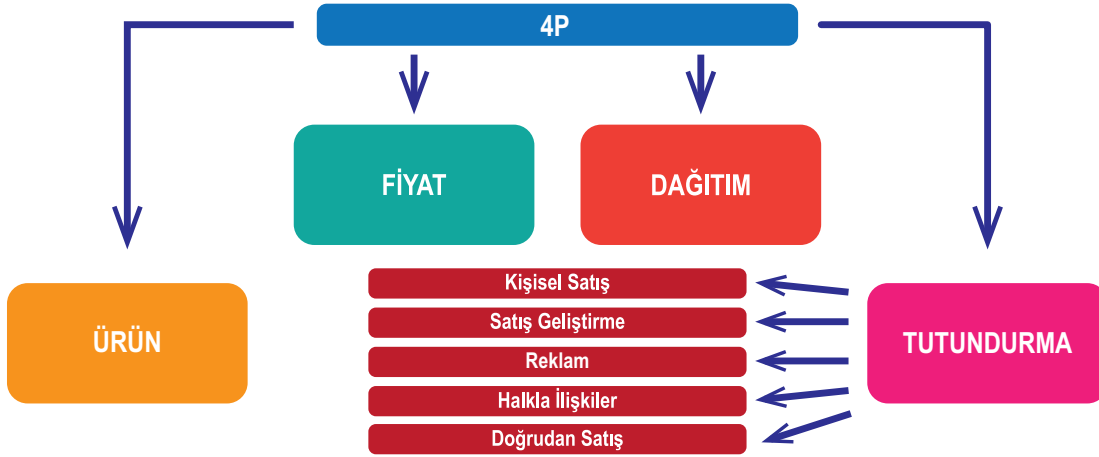 4P
FİYAT
DAĞITIM
ÜRÜN
Kişisel Satış
Satış Geliştirme
Reklam
Halkla İlişkiler
Doğrudan Satış
TUTUNDURMA